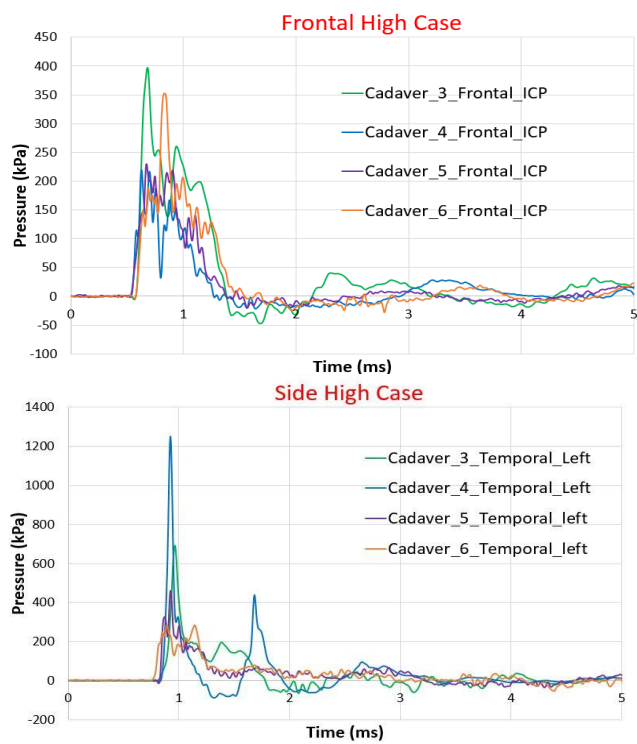 Frontal High Case
450
400
350
300
250
200
150
100
50
0
-50
-100
Pressure (kPa)
Cadaver_3_Frontal_ICP
Cadaver_4_Frontal_ICP
Cadaver_5_Frontal_ICP
Cadaver_6_Frontal_ICP
0 1 2 3 4 5
Time (ms)
Side High Case
1400
1200
1000
800
600
400
200
0
-200
Pressure (kPa)
Cadaver_3_Temporal_Left
Cadaver_4_Temporal_Left
Cadaver_5_Temporal_left
Cadaver_6_Temporal_left
0 1 2 3 4 5
Time (ms)